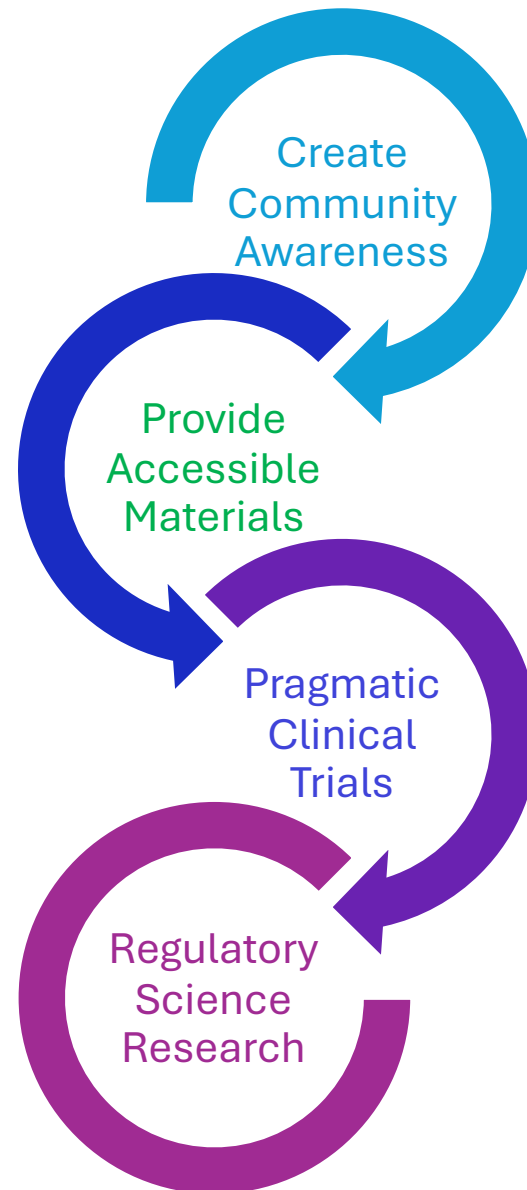 Create
Community
Awareness
Provide
Accessible
Materials
Pragmatic
Clinical
Trials
Regulatory
Science
Research